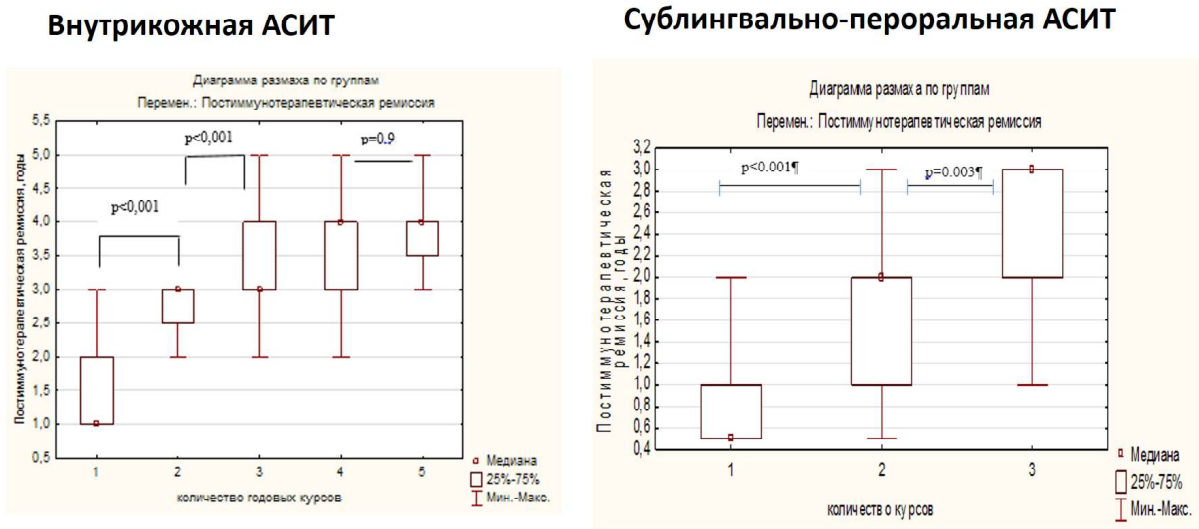 Внутрикожная АСИТ
Диаграмма размаха по группам
Перемен.: Постиммунотерапевтическая ремиссия
Постиммунотерапевтическая ремиссия, годы
5,5
5,0
4,5
4,0
3,5
3,0
2,5
2,0
1,5
1,0
0,5
p<0,001
p<0,001
p=0.9
1 2 3 4 5
количество годовых курсов
Медиана
25%-75%
Мин.-Макс.
Сублингвально-пероральная АСИТ
Диаграмма размаха по группам
Перемен.: Постиммунотерапевтическая ремиссия
Постиммунотерапевтическая
ремиссия, годы
3,2
3,0
2,8
2,6
2,4
2,2
2,0
1,8
1,6
1,4
1,2
1,0
0,8
0,6
0,4
p<0.001¶
p=0.003¶
1 2 3
количество курсов
Медиана
25%-75%
Мин.-Макс.